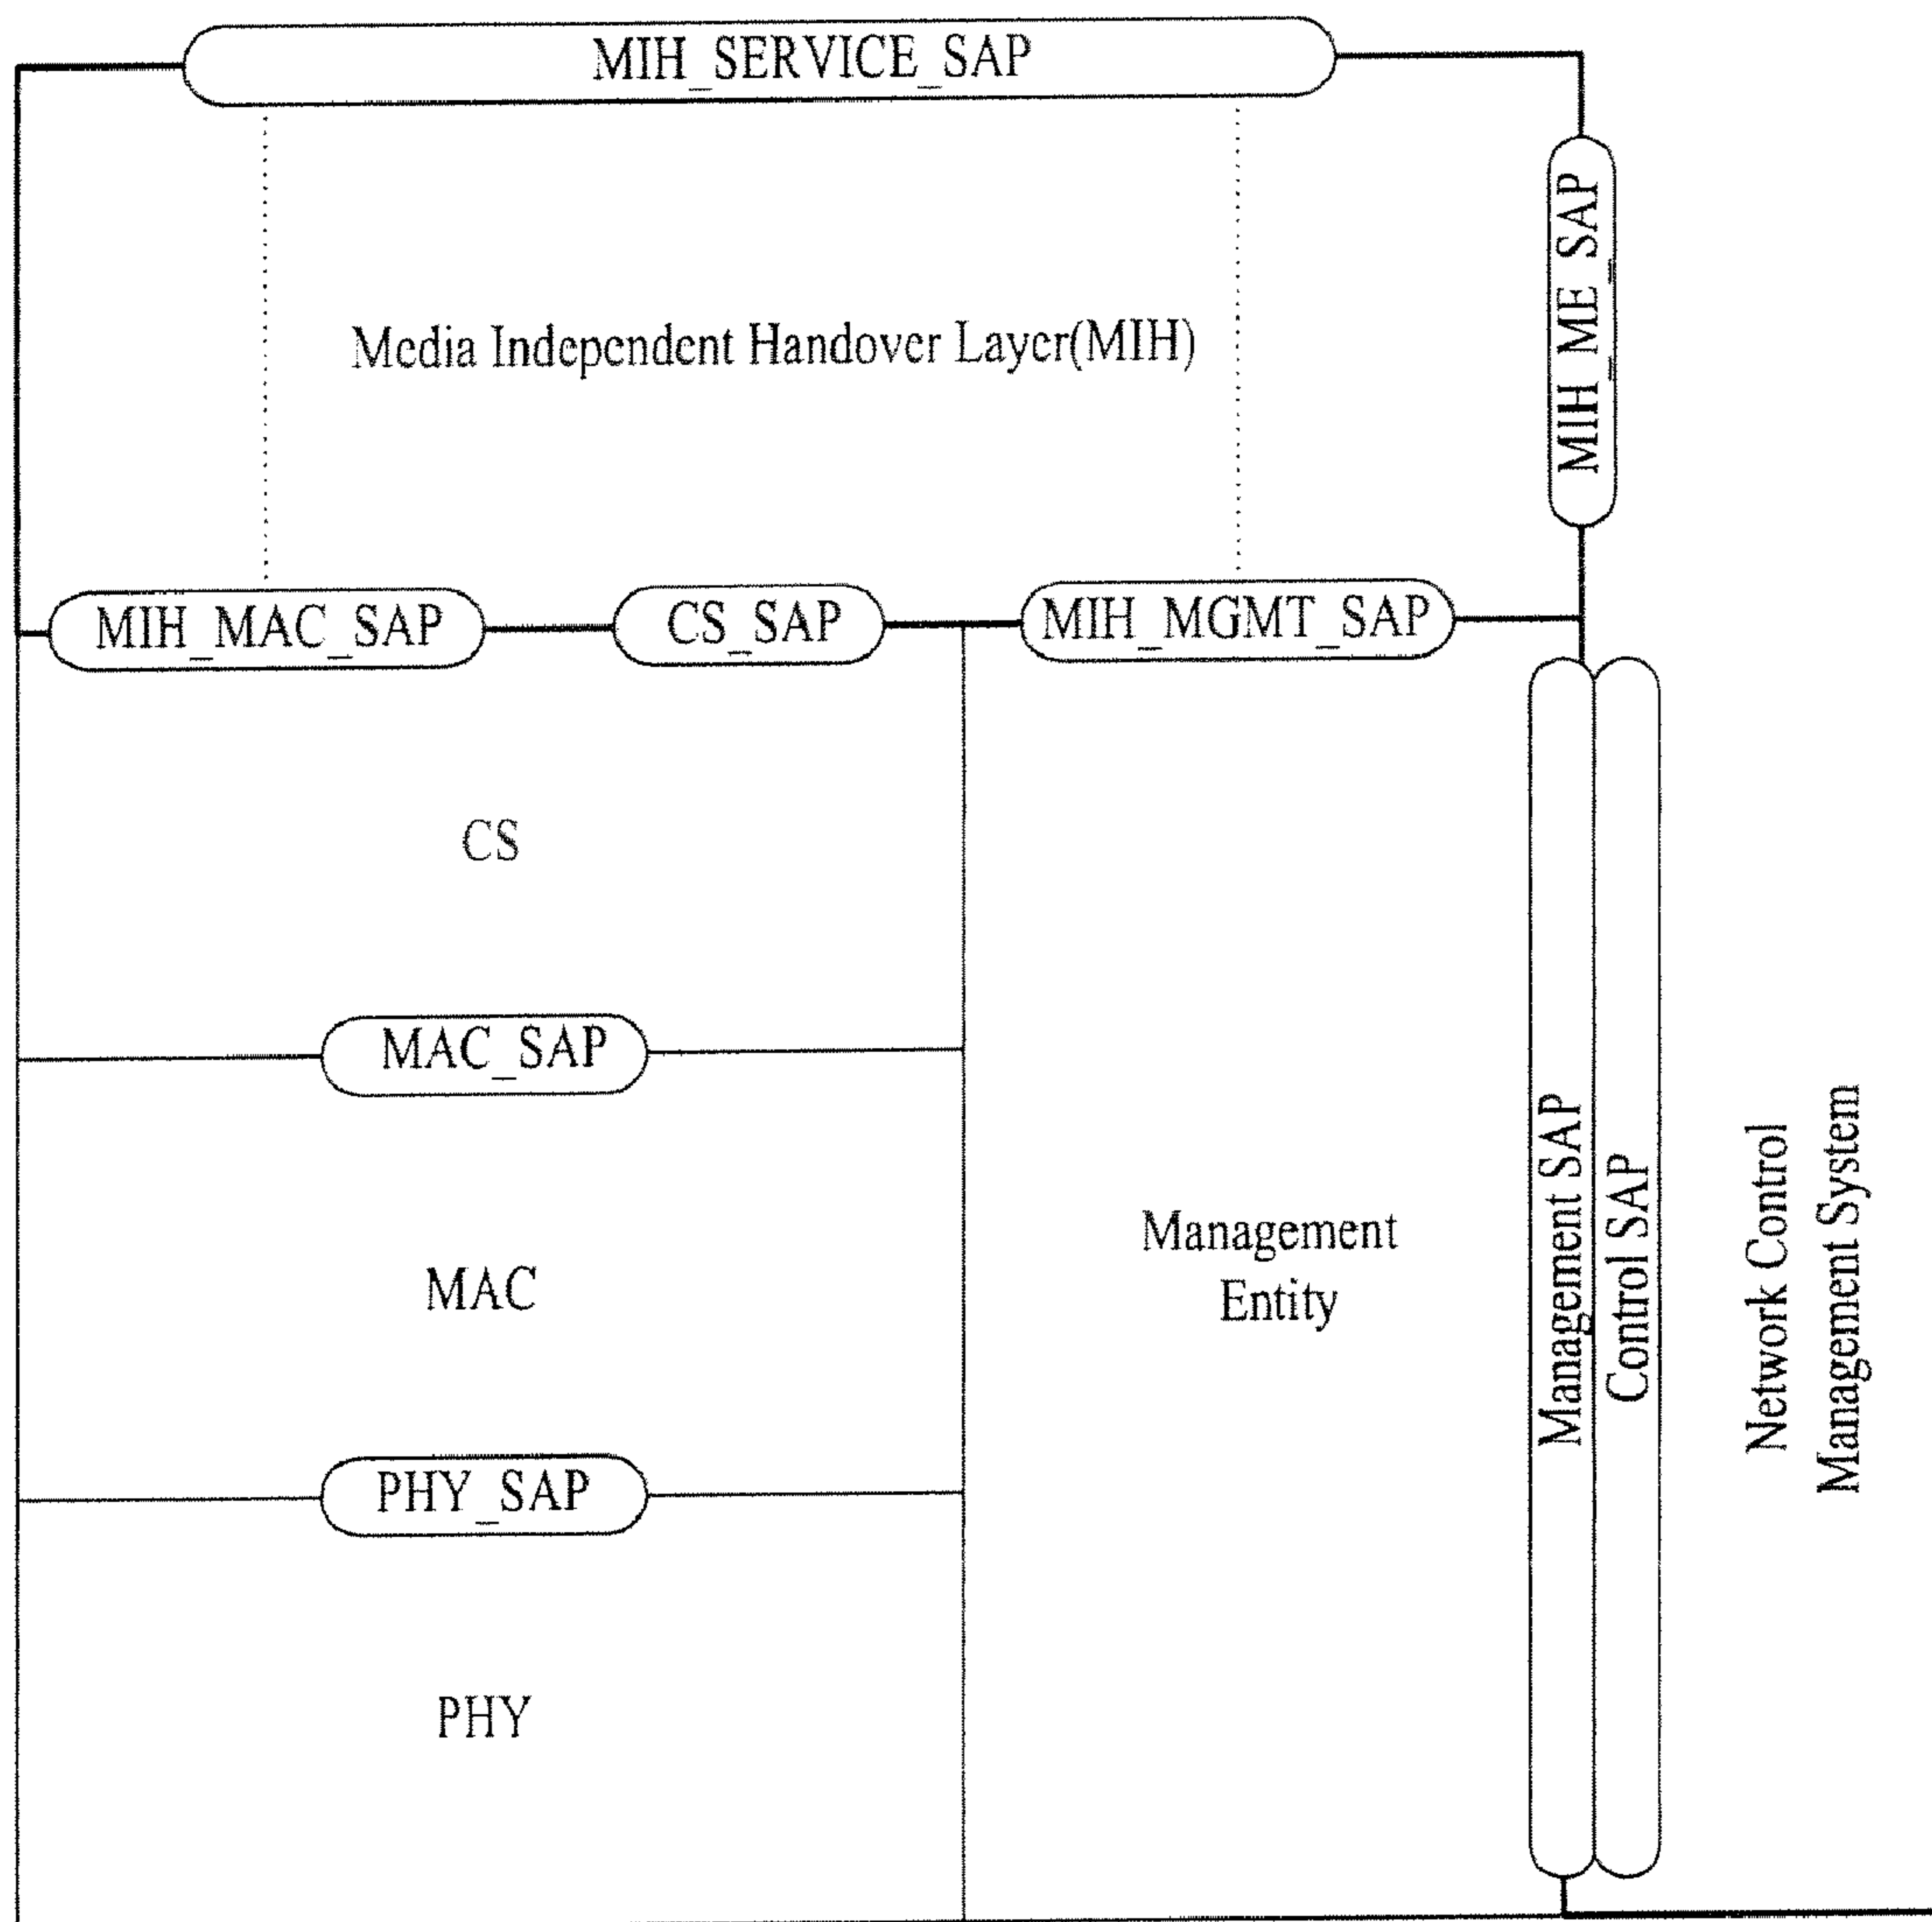 MIH_SERVICE_SAP
MIH_ME_SAP
Media Independent Handover Layer(MIH)
MIH_MAC_SAP
CS_SAP
MIH_MGMT_SAP
CS
MAC_SAP
MAC
Management
Entity
Management SAP
Control SAP
Network Control
Management System
PHY_SAP
PHY